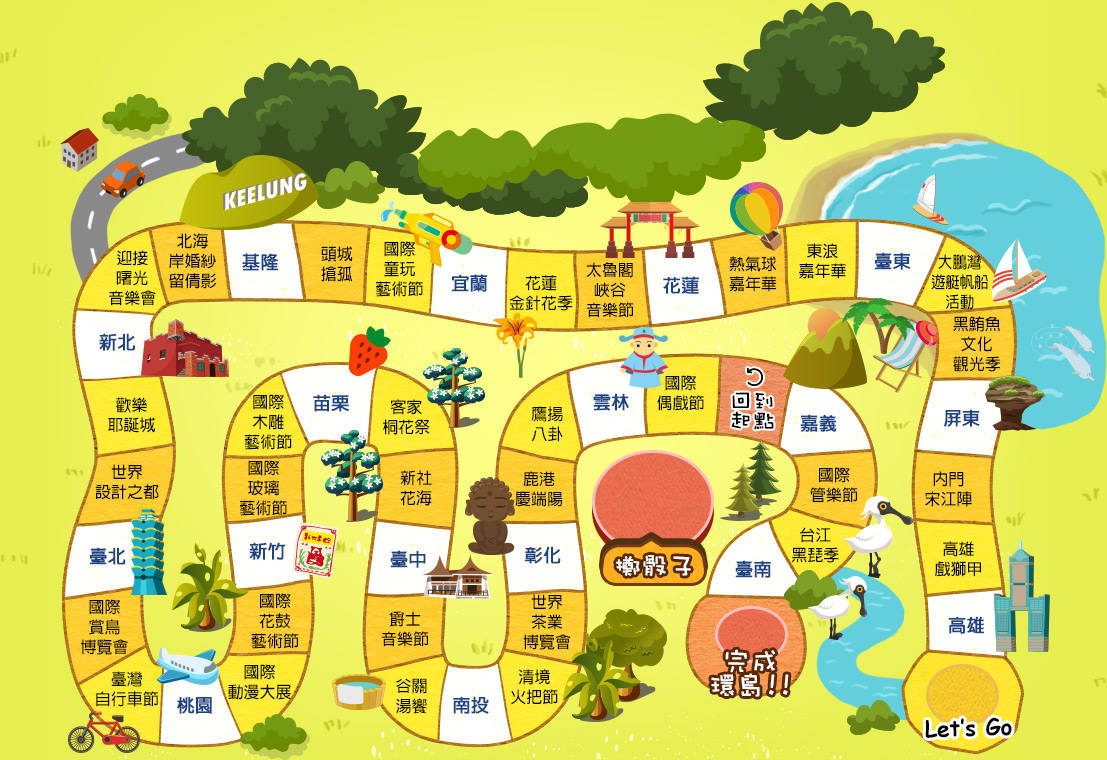 KEELUNG
迎接
曙光
音樂會
北海
岸婚紗
留倩影
基隆
頭城
搶孤
國際
童玩
藝術節
宜蘭
花蓮
金針花季
太魯閣
峽谷
音樂節
花蓮
熱氣球
嘉年華
東浪
嘉年華
臺東
大鵬灣
遊艇帆船
活動
黑鮪魚
文化
觀光季
屏東
內門
宋江陣
高雄
戲獅甲
高雄
Let's Go
新北
歡樂
耶誕城
世界
設計之都
臺北
國際
賞鳥
博覽會
臺灣
自行車節
桃園
國際
動漫大展
國際
花鼓
藝術節
新竹
國際
玻璃
藝術節
國際
木雕
藝術節
苗栗
客家
桐花祭
新社
花海
臺中
爵士
音樂節
谷關
湯饗
南投
清境
火把節
世界
茶業
博覽會
彰化
鹿港
慶端陽
鷹揚
八卦
雲林
國際
偶戲節
回到
起點
嘉義
國際
管樂節
台江
黑琵季
臺南
完成
環島!!
擲骰子